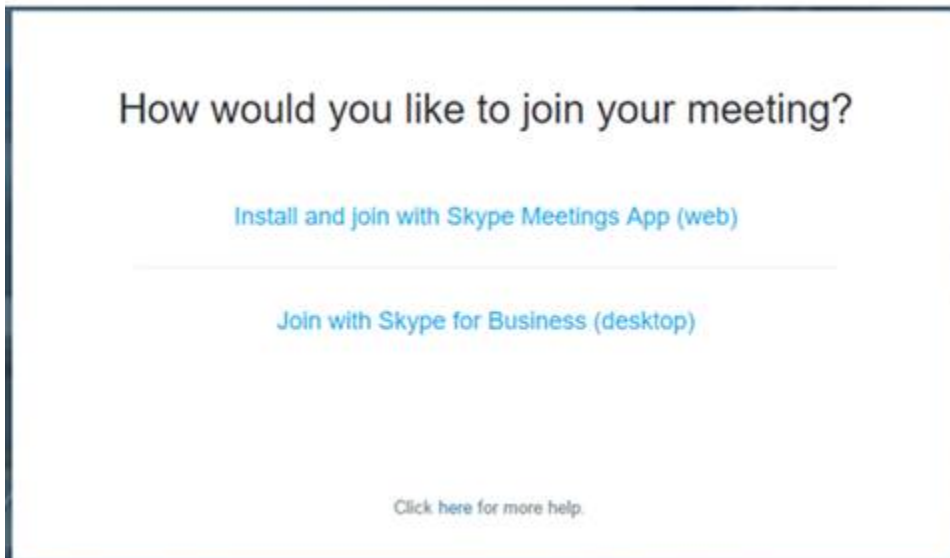 How would you like to join your meeting?
Install and join with Skype Meetings App (web)
Join with Skype for Business (desktop)
Click here for more help.